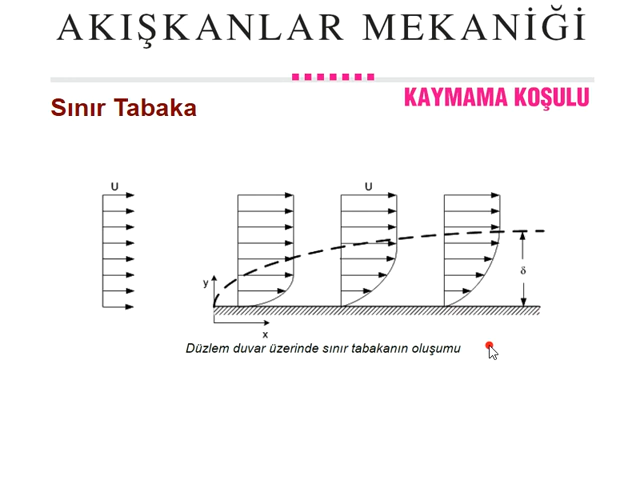 AKIŞKANLAR MEKANİĞİ
Sınır Tabaka
KAYMAMA KOŞULU
U
U
y
δ
x
Düzlem duvar üzerinde sınır tabakanın oluşumu